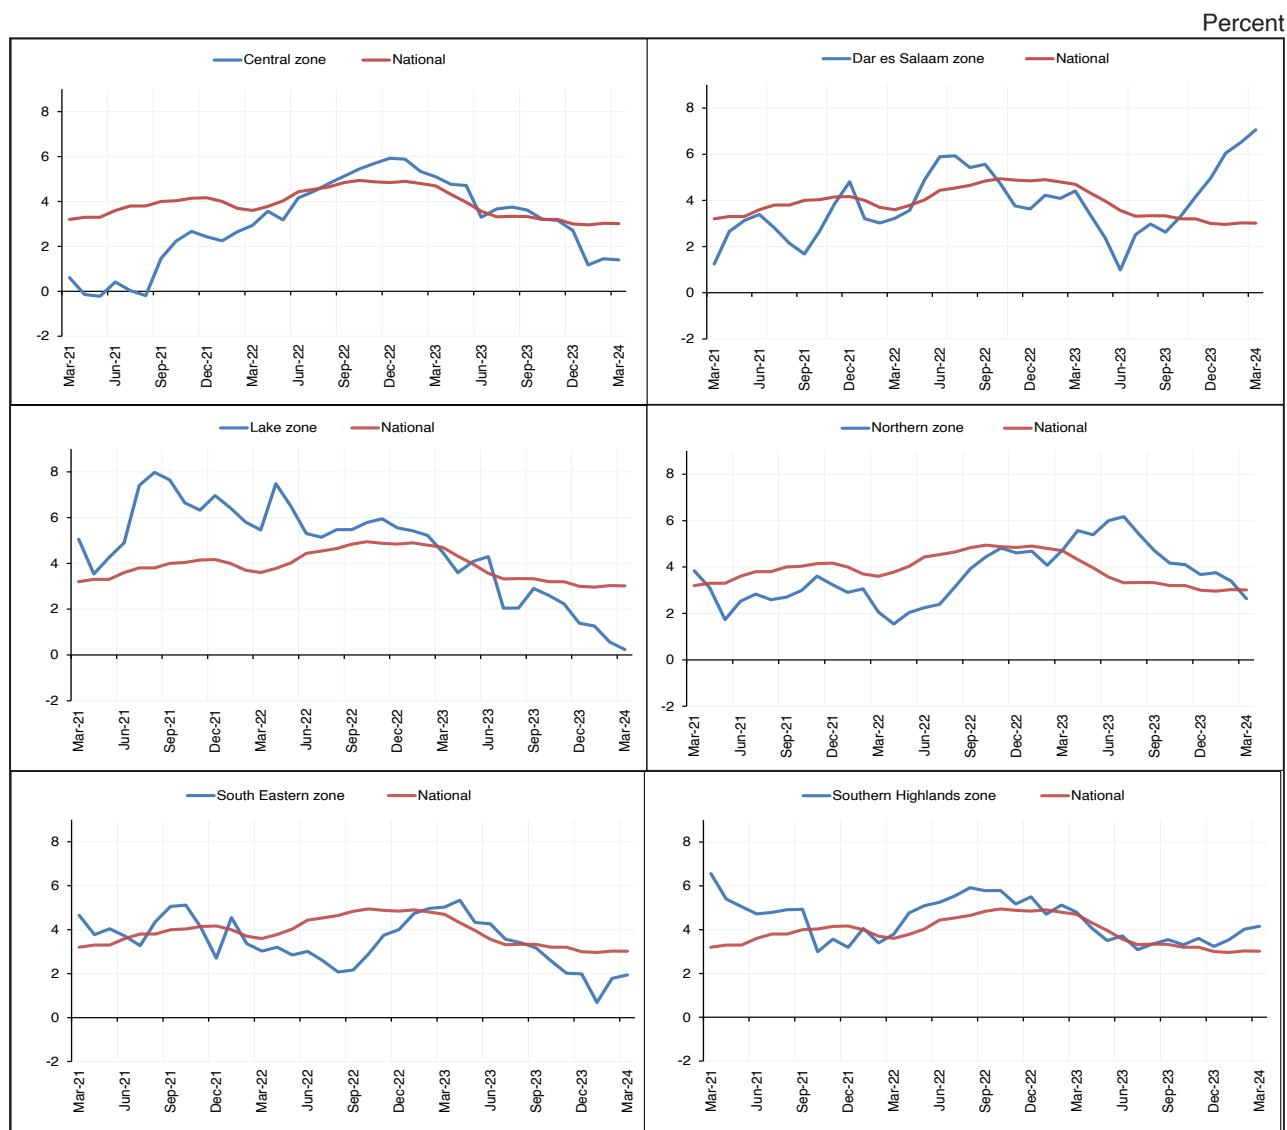 Percent
Central zone National
8
6
4
2
0
-2
Mar-21 Jun-21 Sep-21 Dec-21 Mar-22 Jun-22 Sep-22 Dec-22 Mar-23 Jun-23 Sep-23 Dec-23 Mar-24
Dar es Salaam zone National
8
6
4
2
0
-2
Mar-21 Jun-21 Sep-21 Dec-21 Mar-22 Jun-22 Sep-22 Dec-22 Mar-23 Jun-23 Sep-23 Dec-23 Mar-24
Lake zone National
8
6
4
2
0
-2
Mar-21 Jun-21 Sep-21 Dec-21 Mar-22 Jun-22 Sep-22 Dec-22 Mar-23 Jun-23 Sep-23 Dec-23 Mar-24
Northern zone National
8
6
4
2
0
-2
Mar-21 Jun-21 Sep-21 Dec-21 Mar-22 Jun-22 Sep-22 Dec-22 Mar-23 Jun-23 Sep-23 Dec-23 Mar-24
South Eastern zone National
8
6
4
2
0
-2
Mar-21 Jun-21 Sep-21 Dec-21 Mar-22 Jun-22 Sep-22 Dec-22 Mar-23 Jun-23 Sep-23 Dec-23 Mar-24
Southern Highlands zone National
8
6
4
2
0
-2
Mar-21 Jun-21 Sep-21 Dec-21 Mar-22 Jun-22 Sep-22 Dec-22 Mar-23 Jun-23 Sep-23 Dec-23 Mar-24